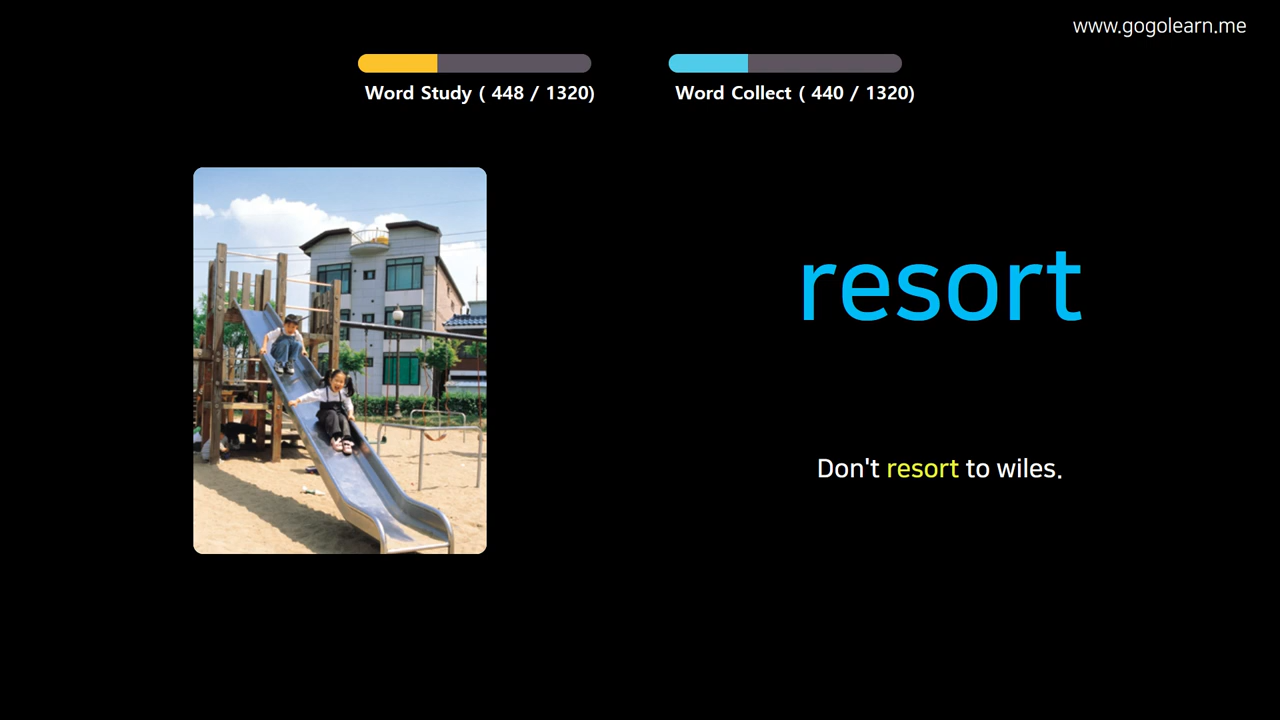 www.gogolearn.me
Word Study ( 448 / 1320)
Word Collect ( 440 / 1320)
resort
Don't resort to wiles.